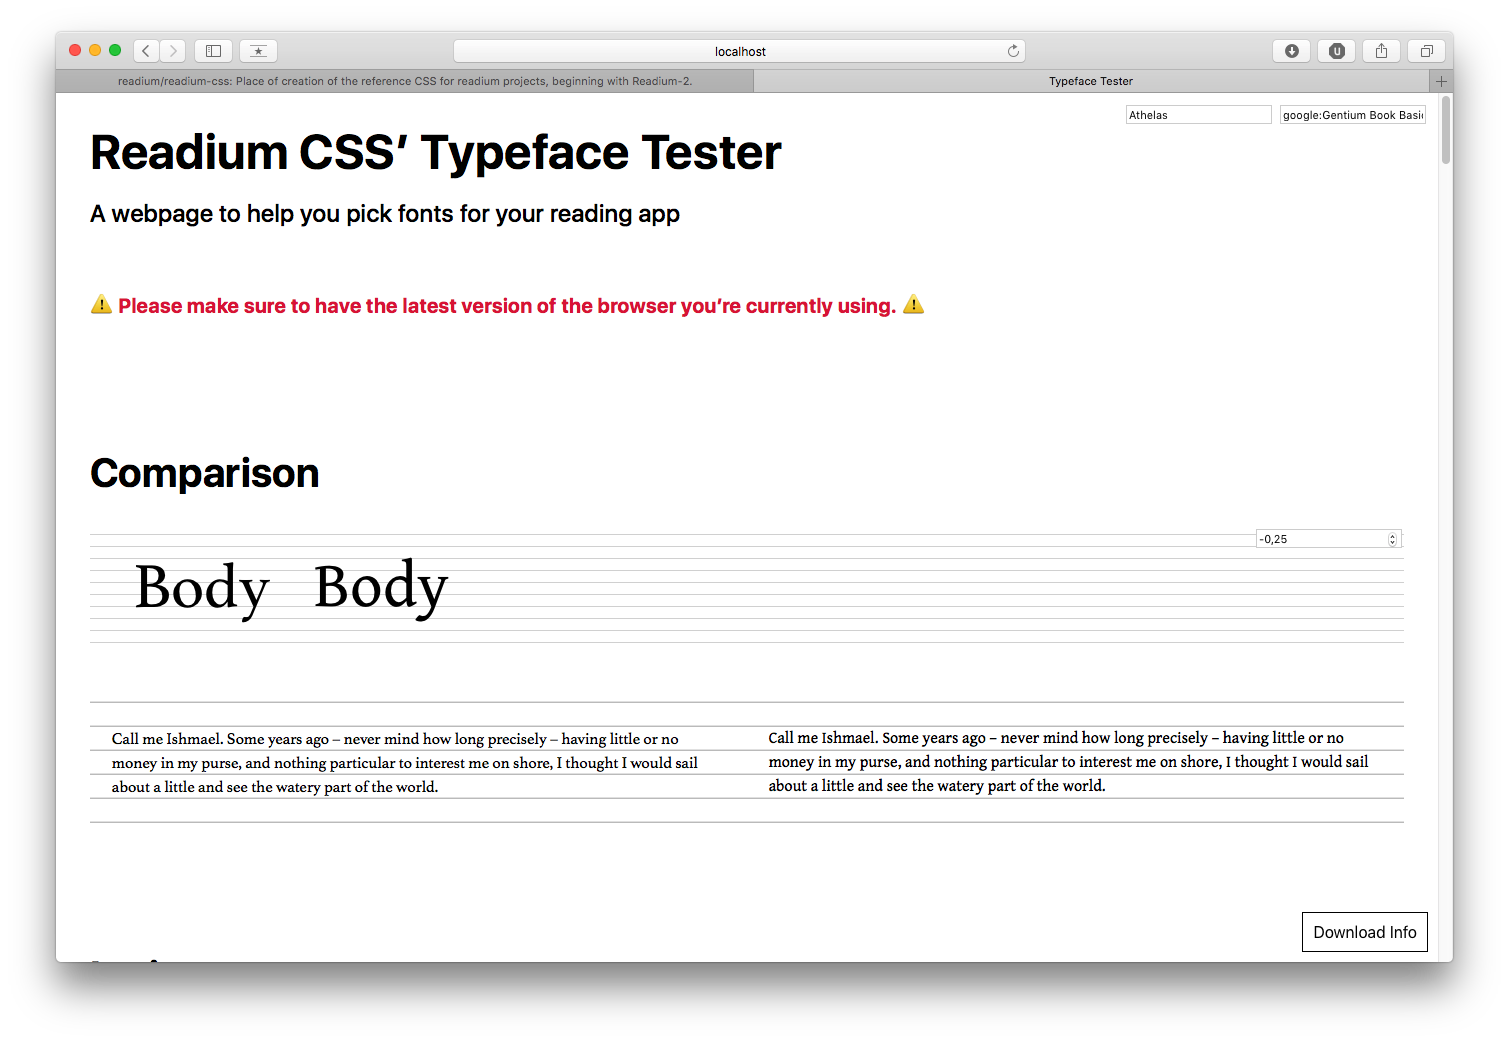 localhost
readium/readium-css: Place of creation of the reference CSS for readium projects, beginning with Readium-2.
Typeface Tester
Athelas
google:Gentium Book Basi
Readium CSS’ Typeface Tester
A webpage to help you pick fonts for your reading app
⚠️ Please make sure to have the latest version of the browser you’re currently using. ⚠️
Comparison
-0,25
Body Body
Call me Ishmael. Some years ago – never mind how long precisely – having little or no
money in my purse, and nothing particular to interest me on shore, I thought I would sail
about a little and see the watery part of the world.
Call me Ishmael. Some years ago – never mind how long precisely – having little or no
money in my purse, and nothing particular to interest me on shore, I thought I would sail
about a little and see the watery part of the world.
Download Info